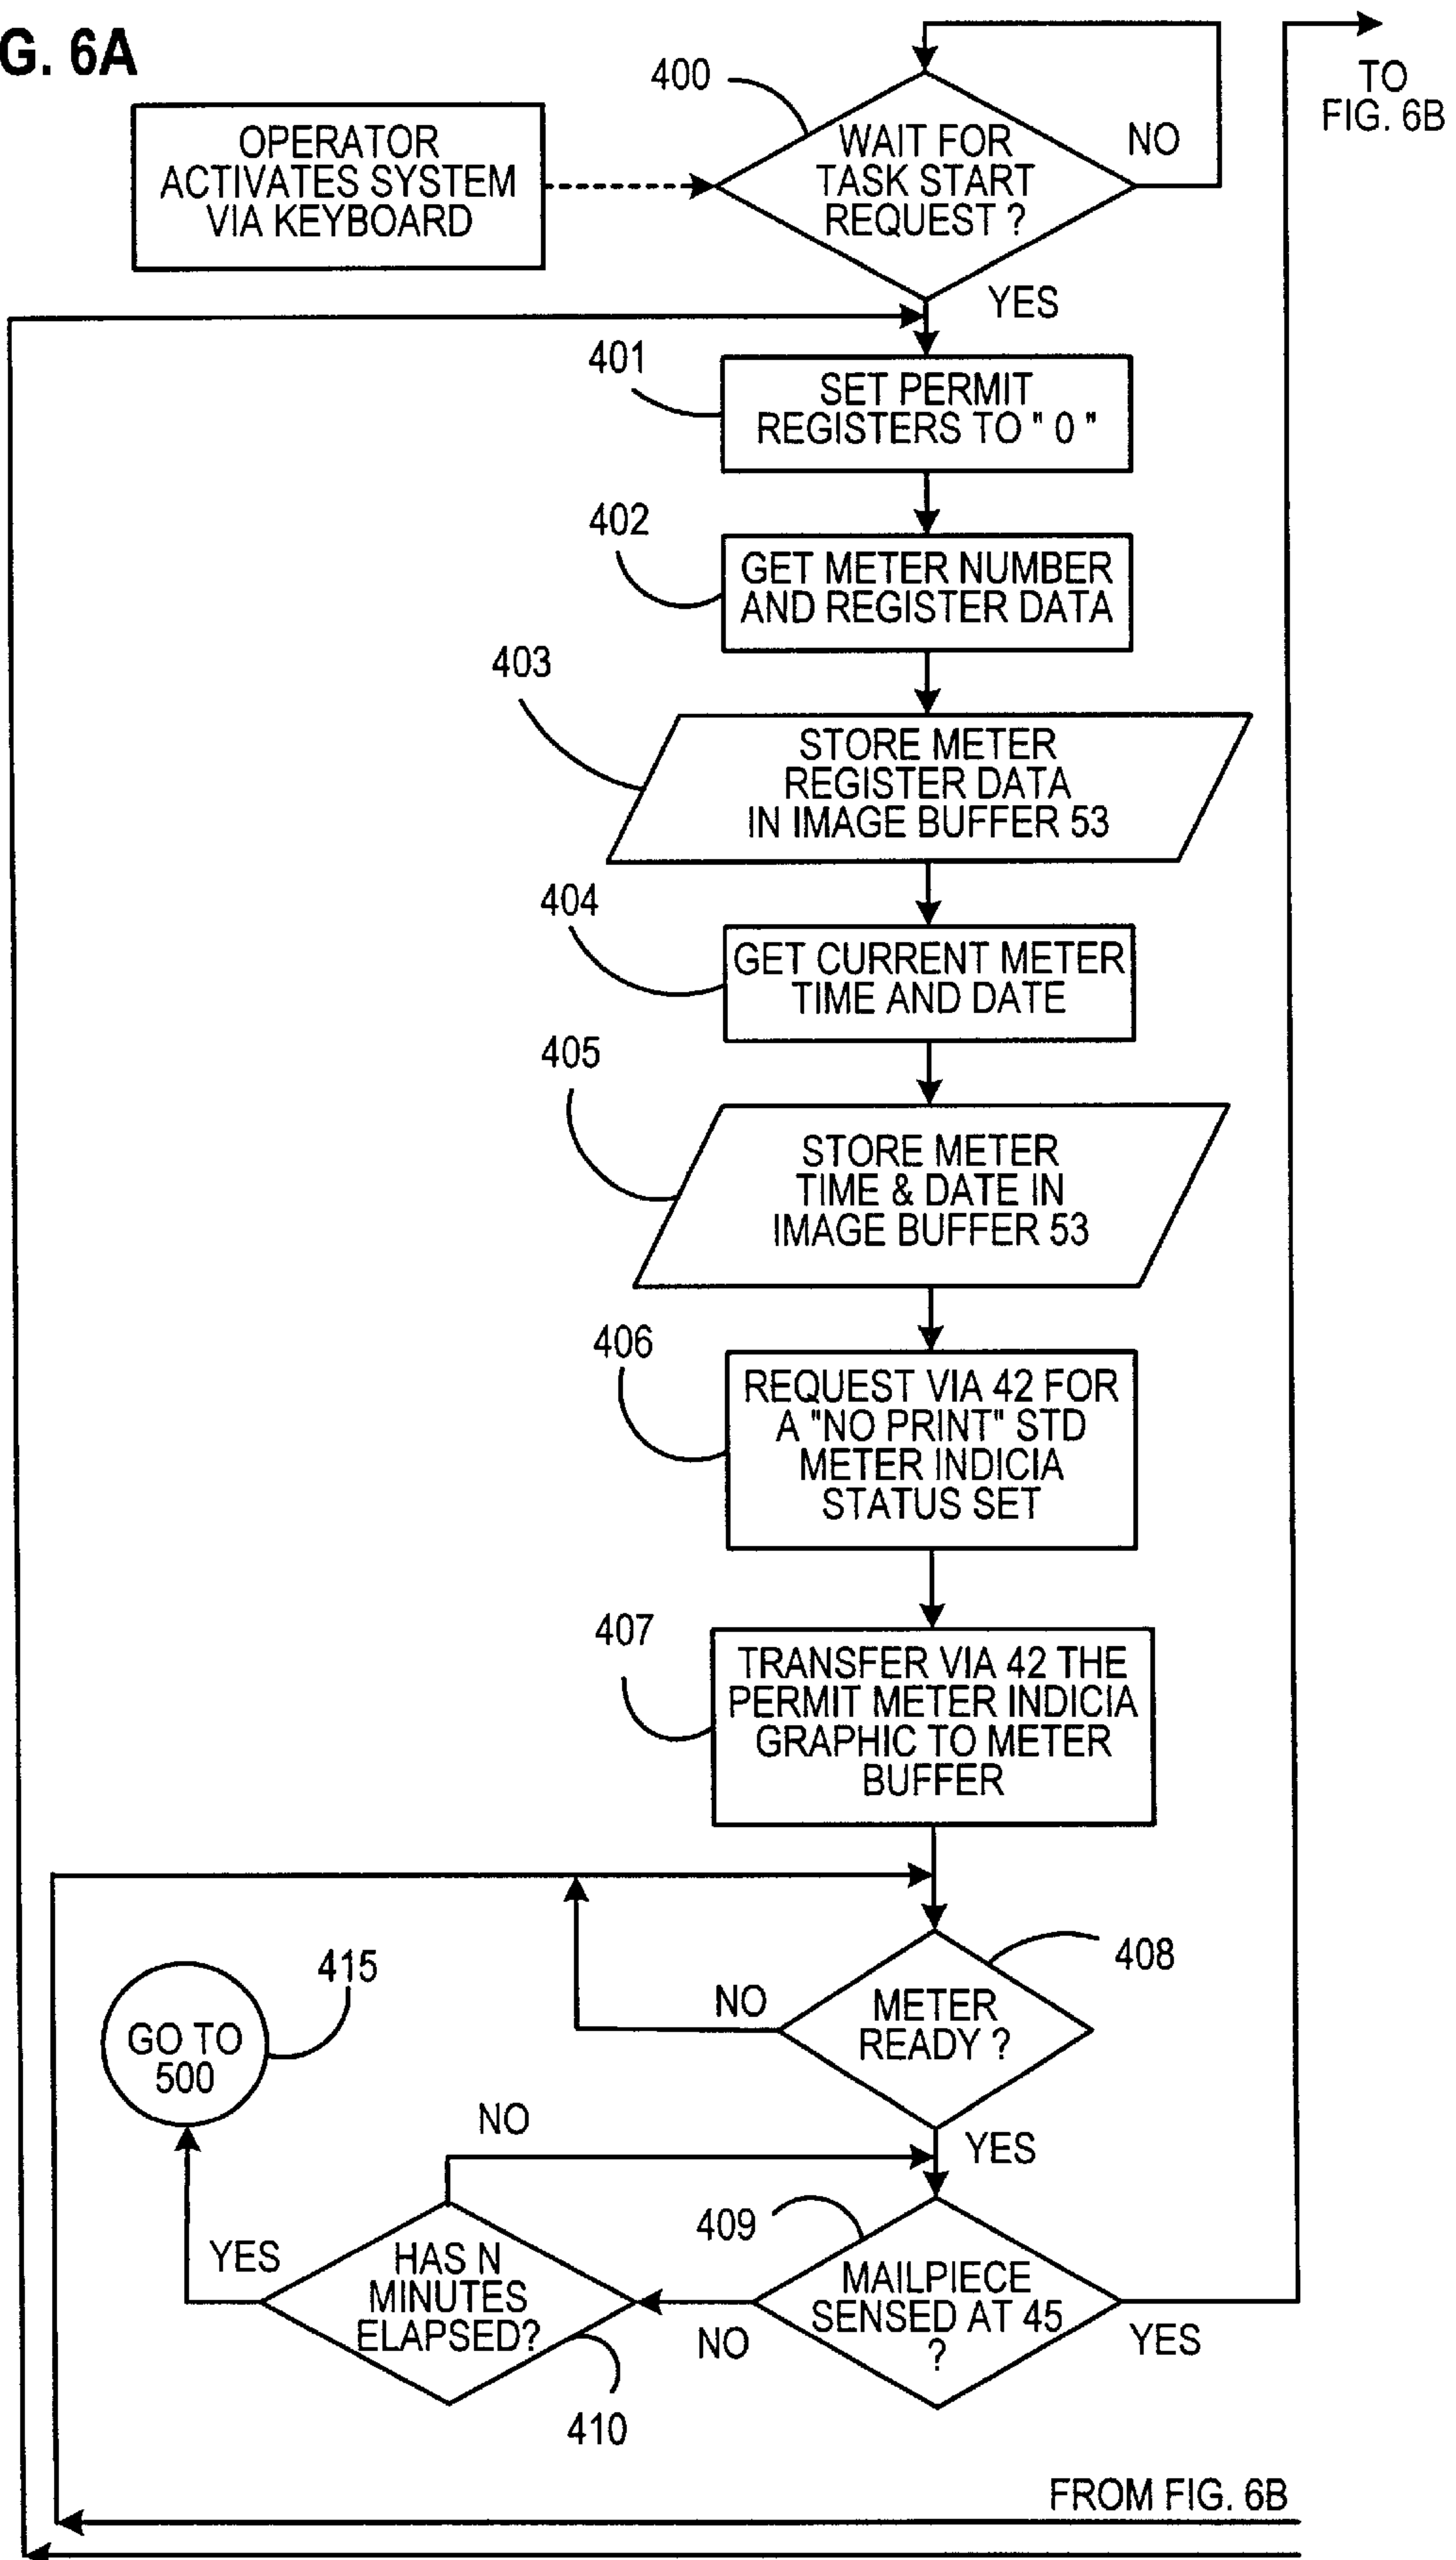 G. 6A
400
TO
FIG. 6B
OPERATOR
ACTIVATES SYSTEM
VIA KEYBOARD
WAIT FOR
TASK START
REQUEST ?
NO
YES
401
SET PERMIT
REGISTERS TO " 0 "
402
GET METER NUMBER
AND REGISTER DATA
403
STORE METER
REGISTER DATA
IN IMAGE BUFFER 53
404
GET CURRENT METER
TIME AND DATE
405
STORE METER
TIME & DATE IN
IMAGE BUFFER 53
406
REQUEST VIA 42 FOR
A "NO PRINT" STD
METER INDICIA
STATUS SET
407
TRANSFER VIA 42 THE
PERMIT METER INDICIA
GRAPHIC TO METER
BUFFER
408
METER
READY ?
NO
YES
415
GO TO
500
NO
YES
HAS N
MINUTES
ELAPSED?
410
409
MAILPIECE
SENSED AT 45
?
NO
YES
FROM FIG. 6B